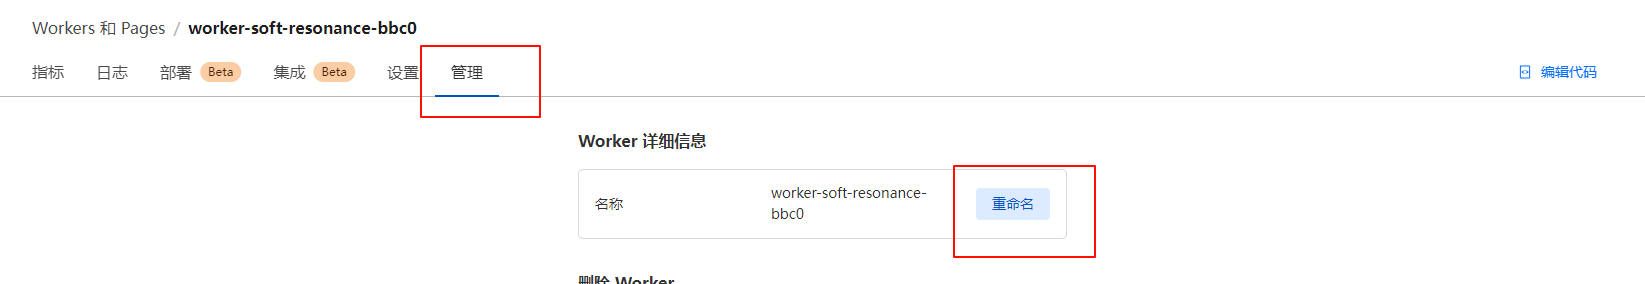 Workers 和 Pages / worker-soft-resonance-bbc0
指标 日志 部署 Beta 集成 Beta 设置 管理 编辑代码
Worker 详细信息
名称 worker-soft-resonance-bbc0 重命名
删除 Worker